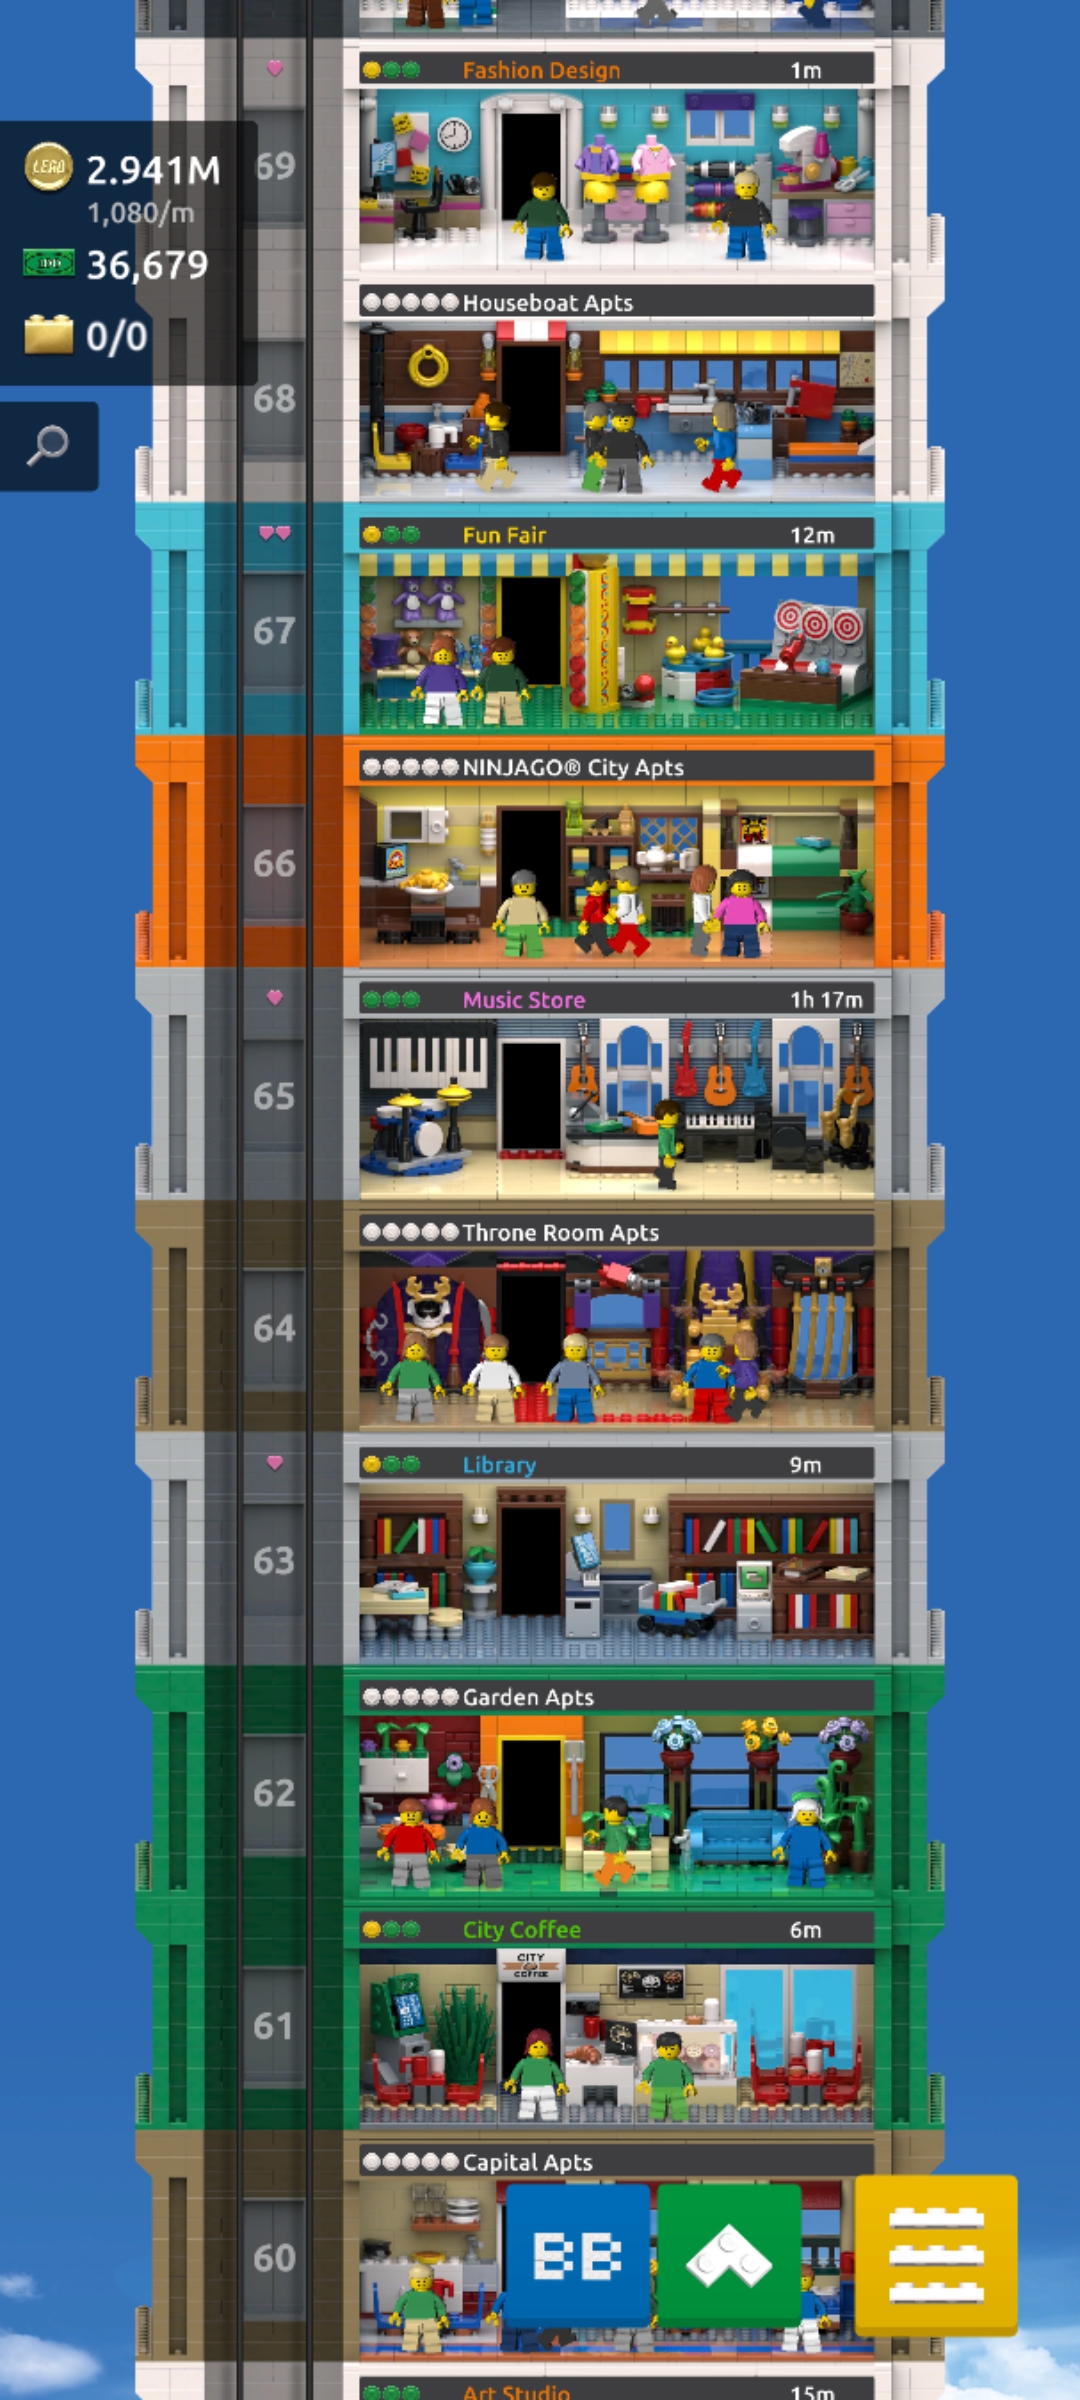 Fashion Design 1m
69
LEGO 2.941M
1,080/m
36,679
0/0
Houseboat Apts
68
Fun Fair 12m
67
NINJAGO® City Apts
66
Music Store 1h 17m
65
Throne Room Apts
64
Library 9m
63
Garden Apts
62
City Coffee 6m
CITY
COFFEE
61
Capital Apts
60
BB
Art Studio 15m